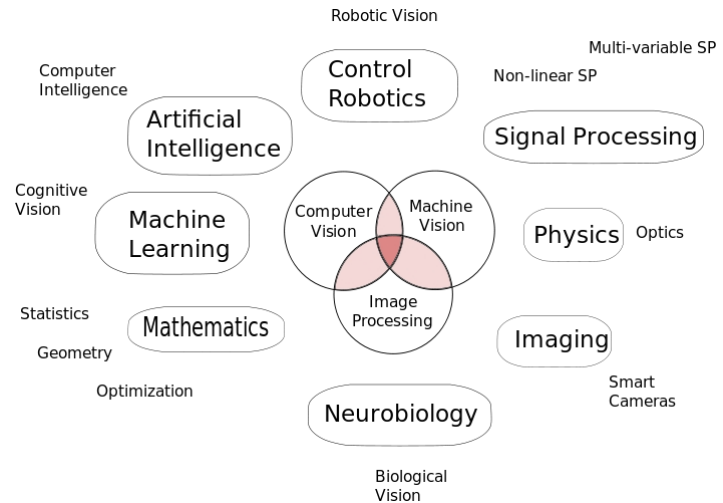 Robotic Vision
Multi-variable SP
Non-linear SP
Computer
Intelligence
Control
Robotics
Artificial
Intelligence
Signal Processing
Cognitive
Vision
Machine
Learning
Computer
Vision
Machine
Vision
Physics
Optics
Image
Processing
Statistics
Mathematics
Geometry
Imaging
Optimization
Smart
Cameras
Neurobiology
Biological
Vision